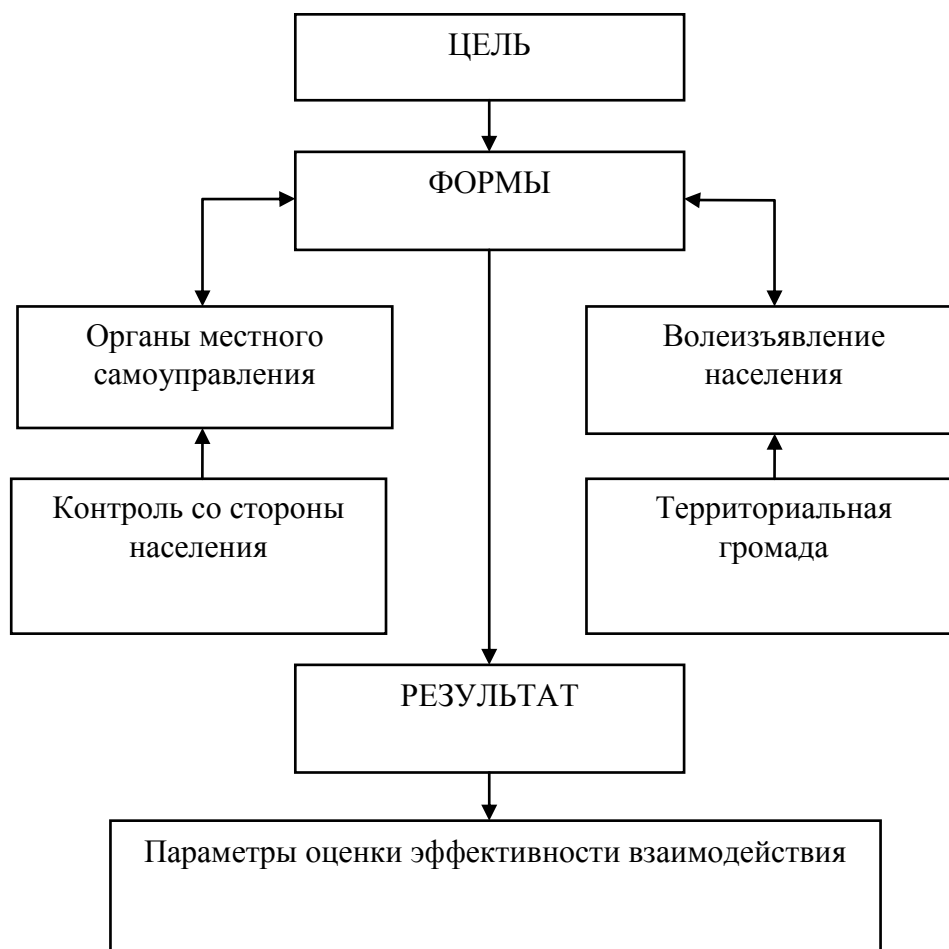 ЦЕЛЬ
ФОРМЫ
Органы местного
самоуправления
Волеизъявление
населения
Контроль со стороны
населения
Территориальная
громада
РЕЗУЛЬТАТ
Параметры оценки эффективности взаимодействия